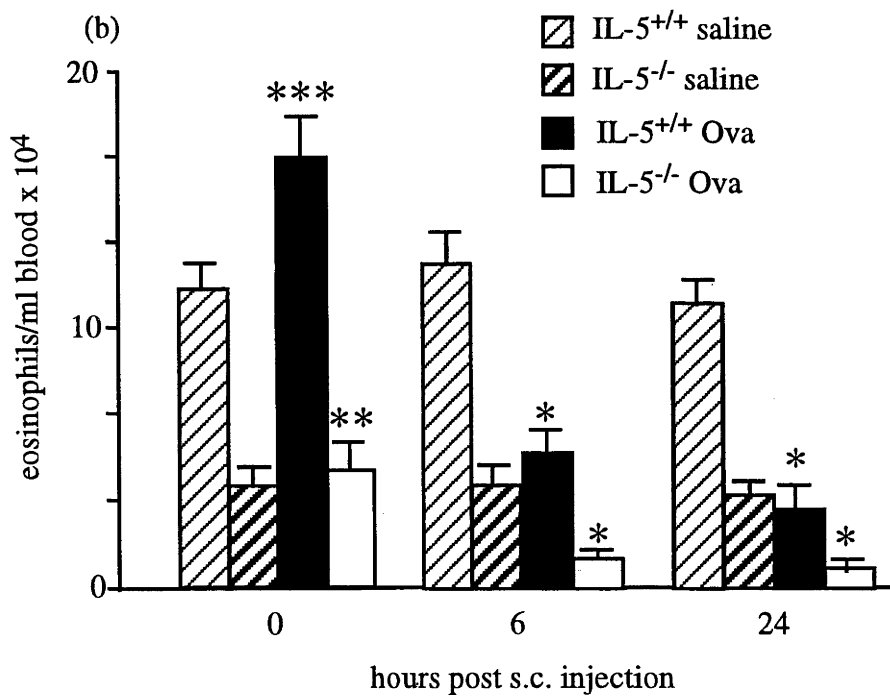 (b)
IL-5+/+ saline
IL-5-/- saline
IL-5+/+ Ova
IL-5-/- Ova
eosinophils/ml blood x 10⁴
20
10
0
***
**
*
*
*
*
0 6 24
hours post s.c. injection